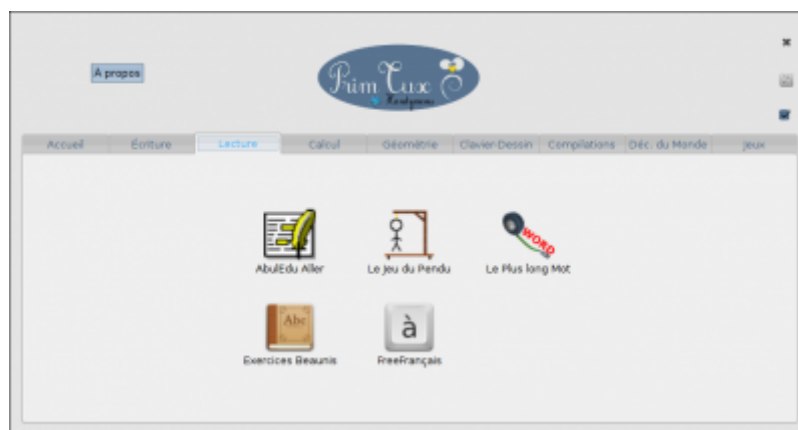 A propos
Prim Tux
Accueil Écriture Lecture Calcul Géométrie Clavier-Dessin Compilations Déc. du Monde Jeux
WORD
AbulEdu Aller Le Jeu du Pendu Le Plus long Mot
Abc
à
Exercices Beaunis FreeFrançais